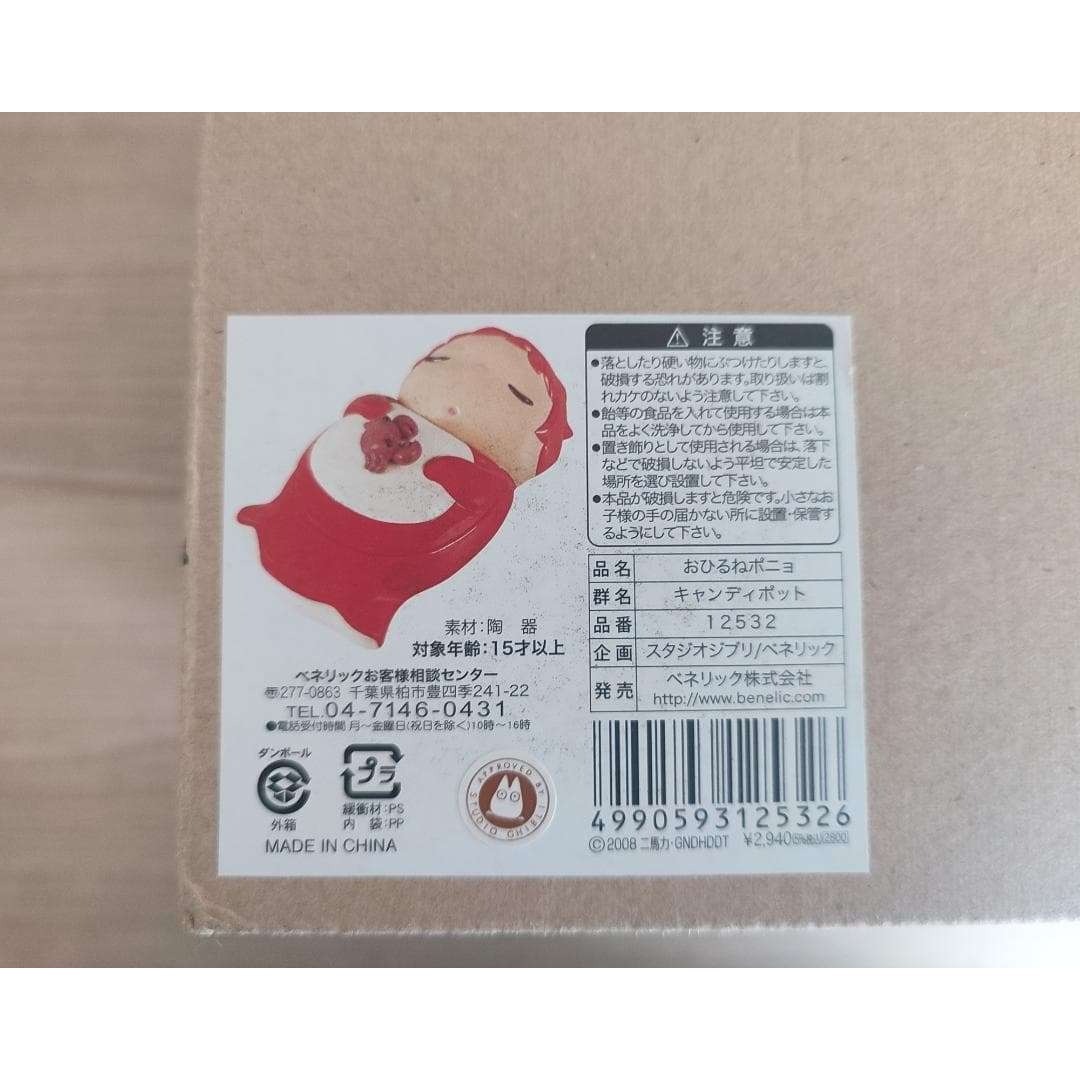 ⚠ 注意
●落としたり硬い物にぶつけたりしますと、
破損する恐れがあります。取り扱いは割
れカケのないよう注意して下さい。
●飴等の食品を入れて使用する場合は本
品をよく洗浄してから使用して下さい。
●置き飾りとして使用される場合は、落下
などで破損しないよう平坦で安定した
場所を選び設置して下さい。
●本品が破損しますと危険です。小さなお
子様の手の届かない所に設置・保管す
るようにして下さい。
品名 おひるねポニョ
群名 キャンディポット
品番 12532
企画 スタジオジブリ/ベネリック
発売 ベネリック株式会社
http://www.benelic.com
素材:陶 器
対象年齢:15才以上
ベネリックお客様相談センター
〠277-0863 千葉県柏市豊四季241-22
TEL.04-7146-0431
●電話受付時間 月~金曜日(祝日を除く)10時~16時
ダンボール
外箱
プラ
緩衝材:PS
内 袋:PP
MADE IN CHINA
APPROVED BY
STUDIO GHIBLI
4990593125326
©2008 二馬力・GNDHDDT ¥2,940(5%税込)(2800)